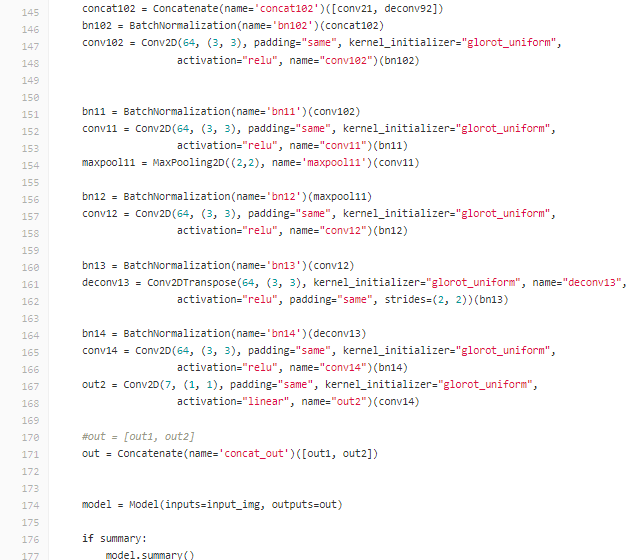 145 concat102 = Concatenate(name='concat102')([conv21, deconv92])
146 bn102 = BatchNormalization(name='bn102')(concat102)
147 conv102 = Conv2D(64, (3, 3), padding="same", kernel_initializer="glorot_uniform",
148 activation="relu", name="conv102")(bn102)
149
150
151 bn11 = BatchNormalization(name='bn11')(conv102)
152 conv11 = Conv2D(64, (3, 3), padding="same", kernel_initializer="glorot_uniform",
153 activation="relu", name="conv11")(bn11)
154 maxpool11 = MaxPooling2D((2,2), name='maxpool11')(conv11)
155
156 bn12 = BatchNormalization(name='bn12')(maxpool11)
157 conv12 = Conv2D(64, (3, 3), padding="same", kernel_initializer="glorot_uniform",
158 activation="relu", name="conv12")(bn12)
159
160 bn13 = BatchNormalization(name='bn13')(conv12)
161 deconv13 = Conv2DTranspose(64, (3, 3), kernel_initializer="glorot_uniform", name="deconv13",
162 activation="relu", padding="same", strides=(2, 2))(bn13)
163
164 bn14 = BatchNormalization(name='bn14')(deconv13)
165 conv14 = Conv2D(64, (3, 3), padding="same", kernel_initializer="glorot_uniform",
166 activation="relu", name="conv14")(bn14)
167 out2 = Conv2D(7, (1, 1), padding="same", kernel_initializer="glorot_uniform",
168 activation="linear", name="out2")(conv14)
169
170 #out = [out1, out2]
171 out = Concatenate(name='concat_out')([out1, out2])
172
173
174 model = Model(inputs=input_img, outputs=out)
175
176 if summary:
177 model.summary()